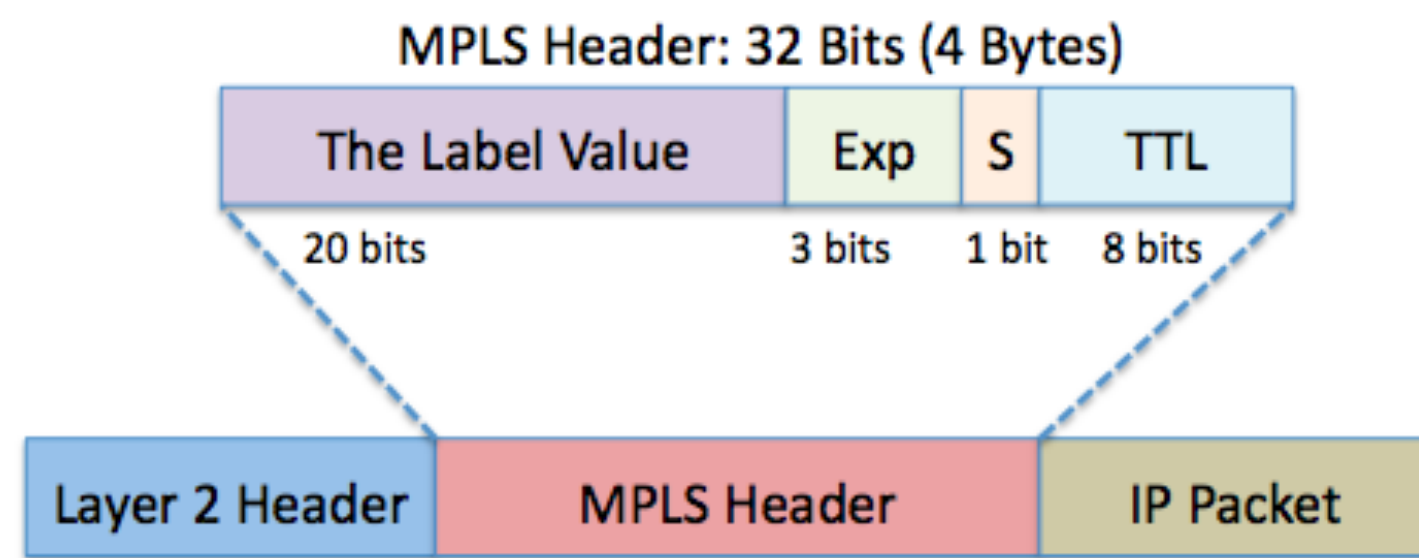 MPLS Header: 32 Bits (4 Bytes)
The Label Value Exp S TTL
20 bits 3 bits 1 bit 8 bits
Layer 2 Header MPLS Header IP Packet